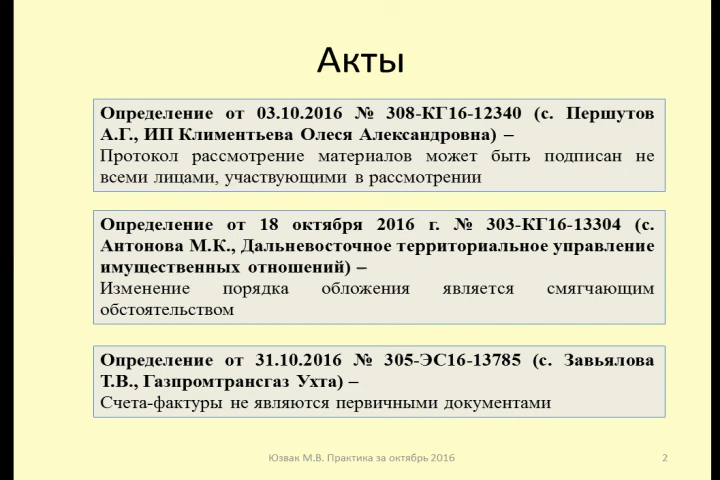 Акты
Определение от 03.10.2016 № 308-КГ16-12340 (с. Першутов
А.Г., ИП Климентьева Олеся Александровна) –
Протокол рассмотрение материалов может быть подписан не
всеми лицами, участвующими в рассмотрении
Определение от 18 октября 2016 г. № 303-КГ16-13304 (с.
Антонова М.К., Дальневосточное территориальное управление
имущественных отношений) –
Изменение порядка обложения является смягчающим
обстоятельством
Определение от 31.10.2016 № 305-ЭС16-13785 (с. Завьялова
Т.В., Газпромтрансгаз Ухта) –
Счета-фактуры не являются первичными документами
Юзвак М.В. Практика за октябрь 2016
2